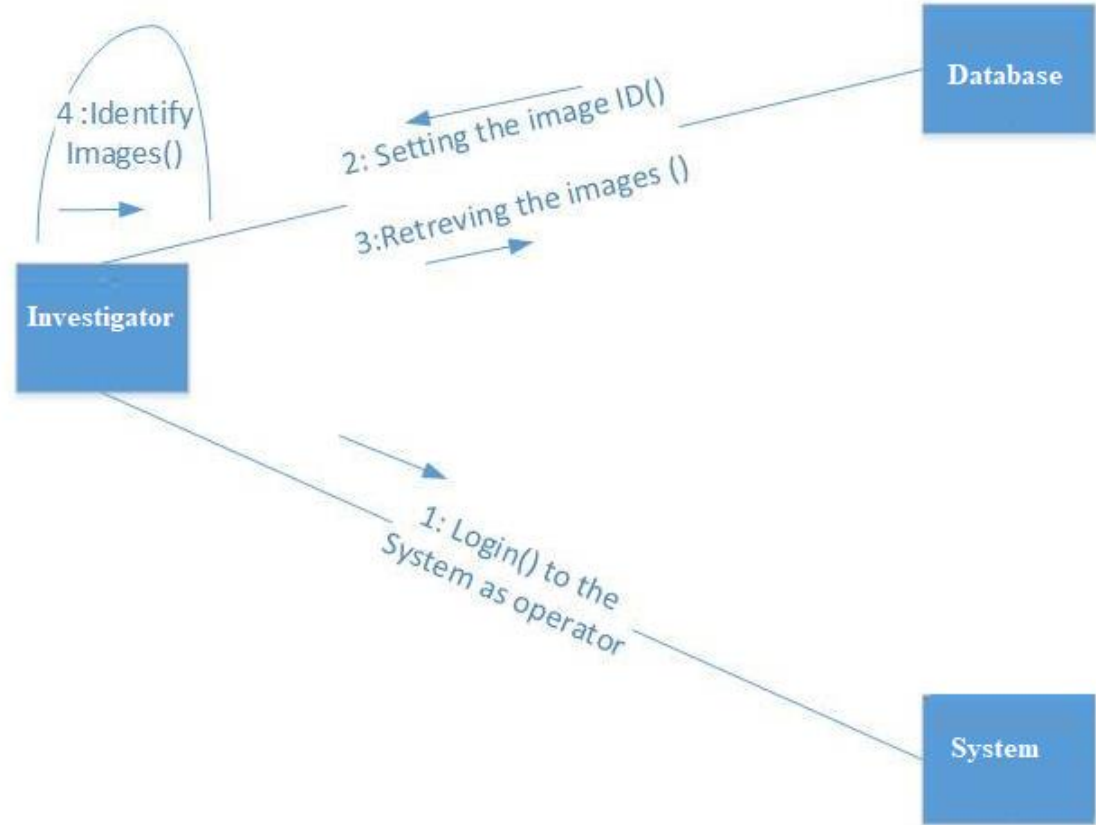 Database
4 :Identify
Images()
2: Setting the image ID()
3:Retreving the images ()
Investigator
1: Login() to the
System as operator
System